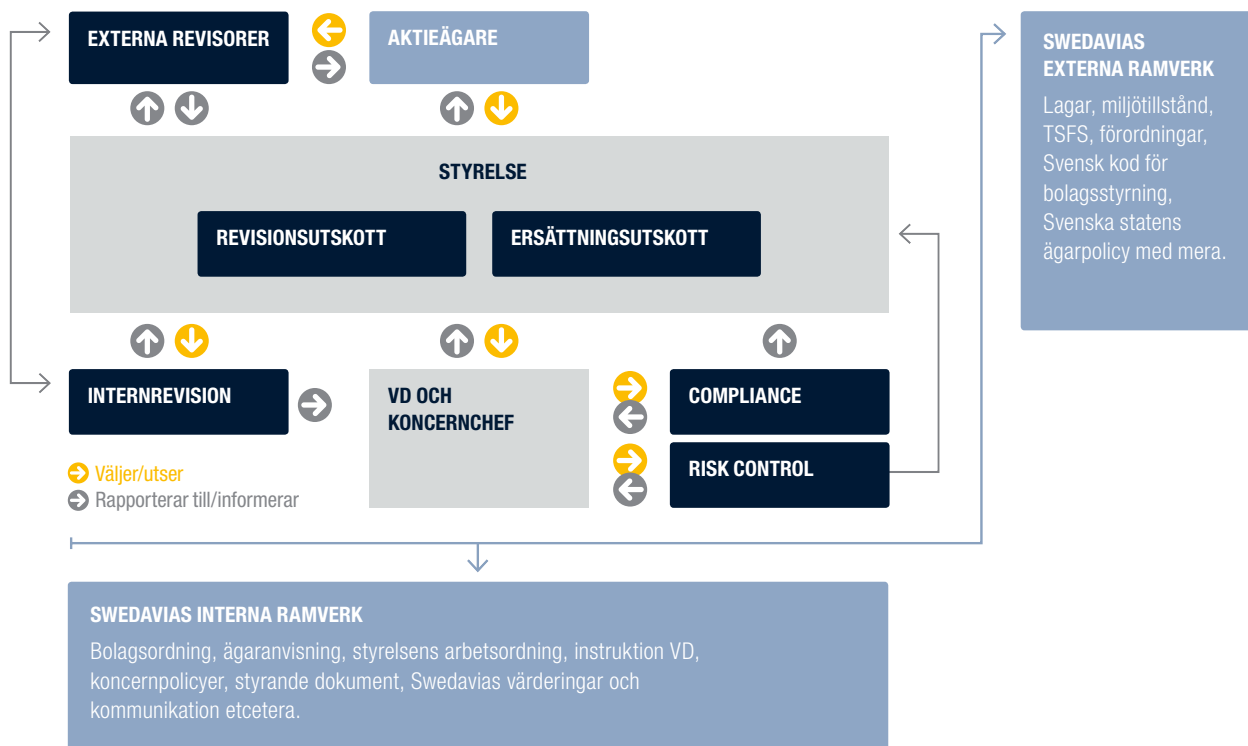 EXTERNA REVISORER
AKTIEÄGARE
SWEDAVIAS
EXTERNA RAMVERK
Lagar, miljötillstånd,
TSFS, förordningar,
Svensk kod för
bolagsstyrning,
Svenska statens
ägarpolicy med mera.
STYRELSE
REVISIONSUTSKOTT
ERSÄTTNINGSUTSKOTT
INTERNREVISION
VD OCH
KONCERNCHEF
COMPLIANCE
RISK CONTROL
Väljer/utser
Rapporterar till/informerar
SWEDAVIAS INTERNA RAMVERK
Bolagsordning, ägaranvisning, styrelsens arbetsordning, instruktion VD,
koncernpolicyer, styrande dokument, Swedavias värderingar och
kommunikation etcetera.